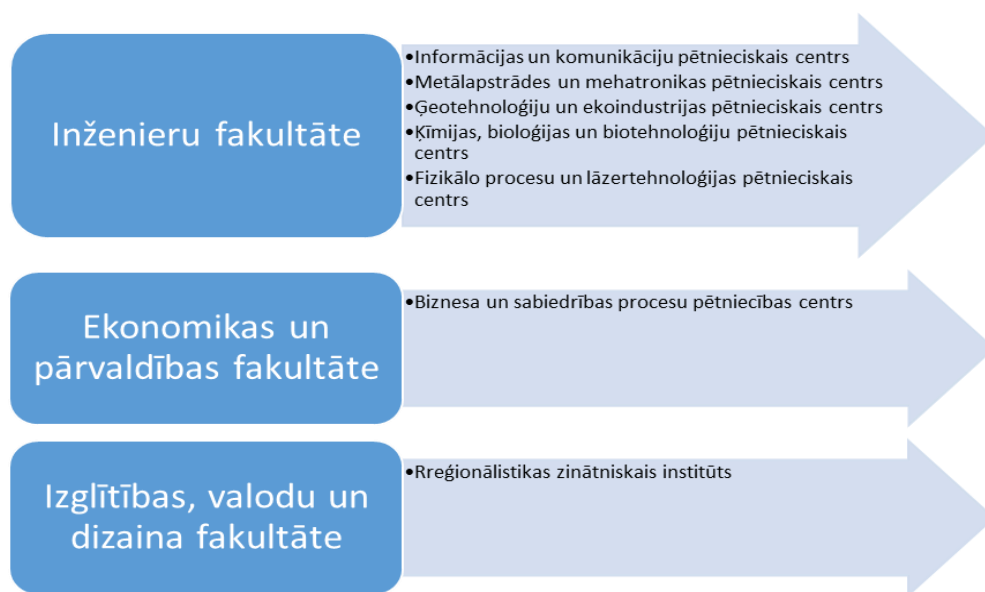 Inženieru fakultāte
•Informācijas un komunikāciju pētnieciskais centrs
•Metālapstrādes un mehatronikas pētnieciskais centrs
•Ģeotehnoloģiju un ekoindustrijas pētnieciskais centrs
•Ķīmijas, bioloģijas un biotehnoloģiju pētnieciskais
centrs
•Fizikālo procesu un lāzertehnoloģijas pētnieciskais
centrs
Ekonomikas un
pārvaldības fakultāte
•Biznesa un sabiedrības procesu pētniecības centrs
Izglītības, valodu un
dizaina fakultāte
•Rreģionālistikas zinātniskais institūts